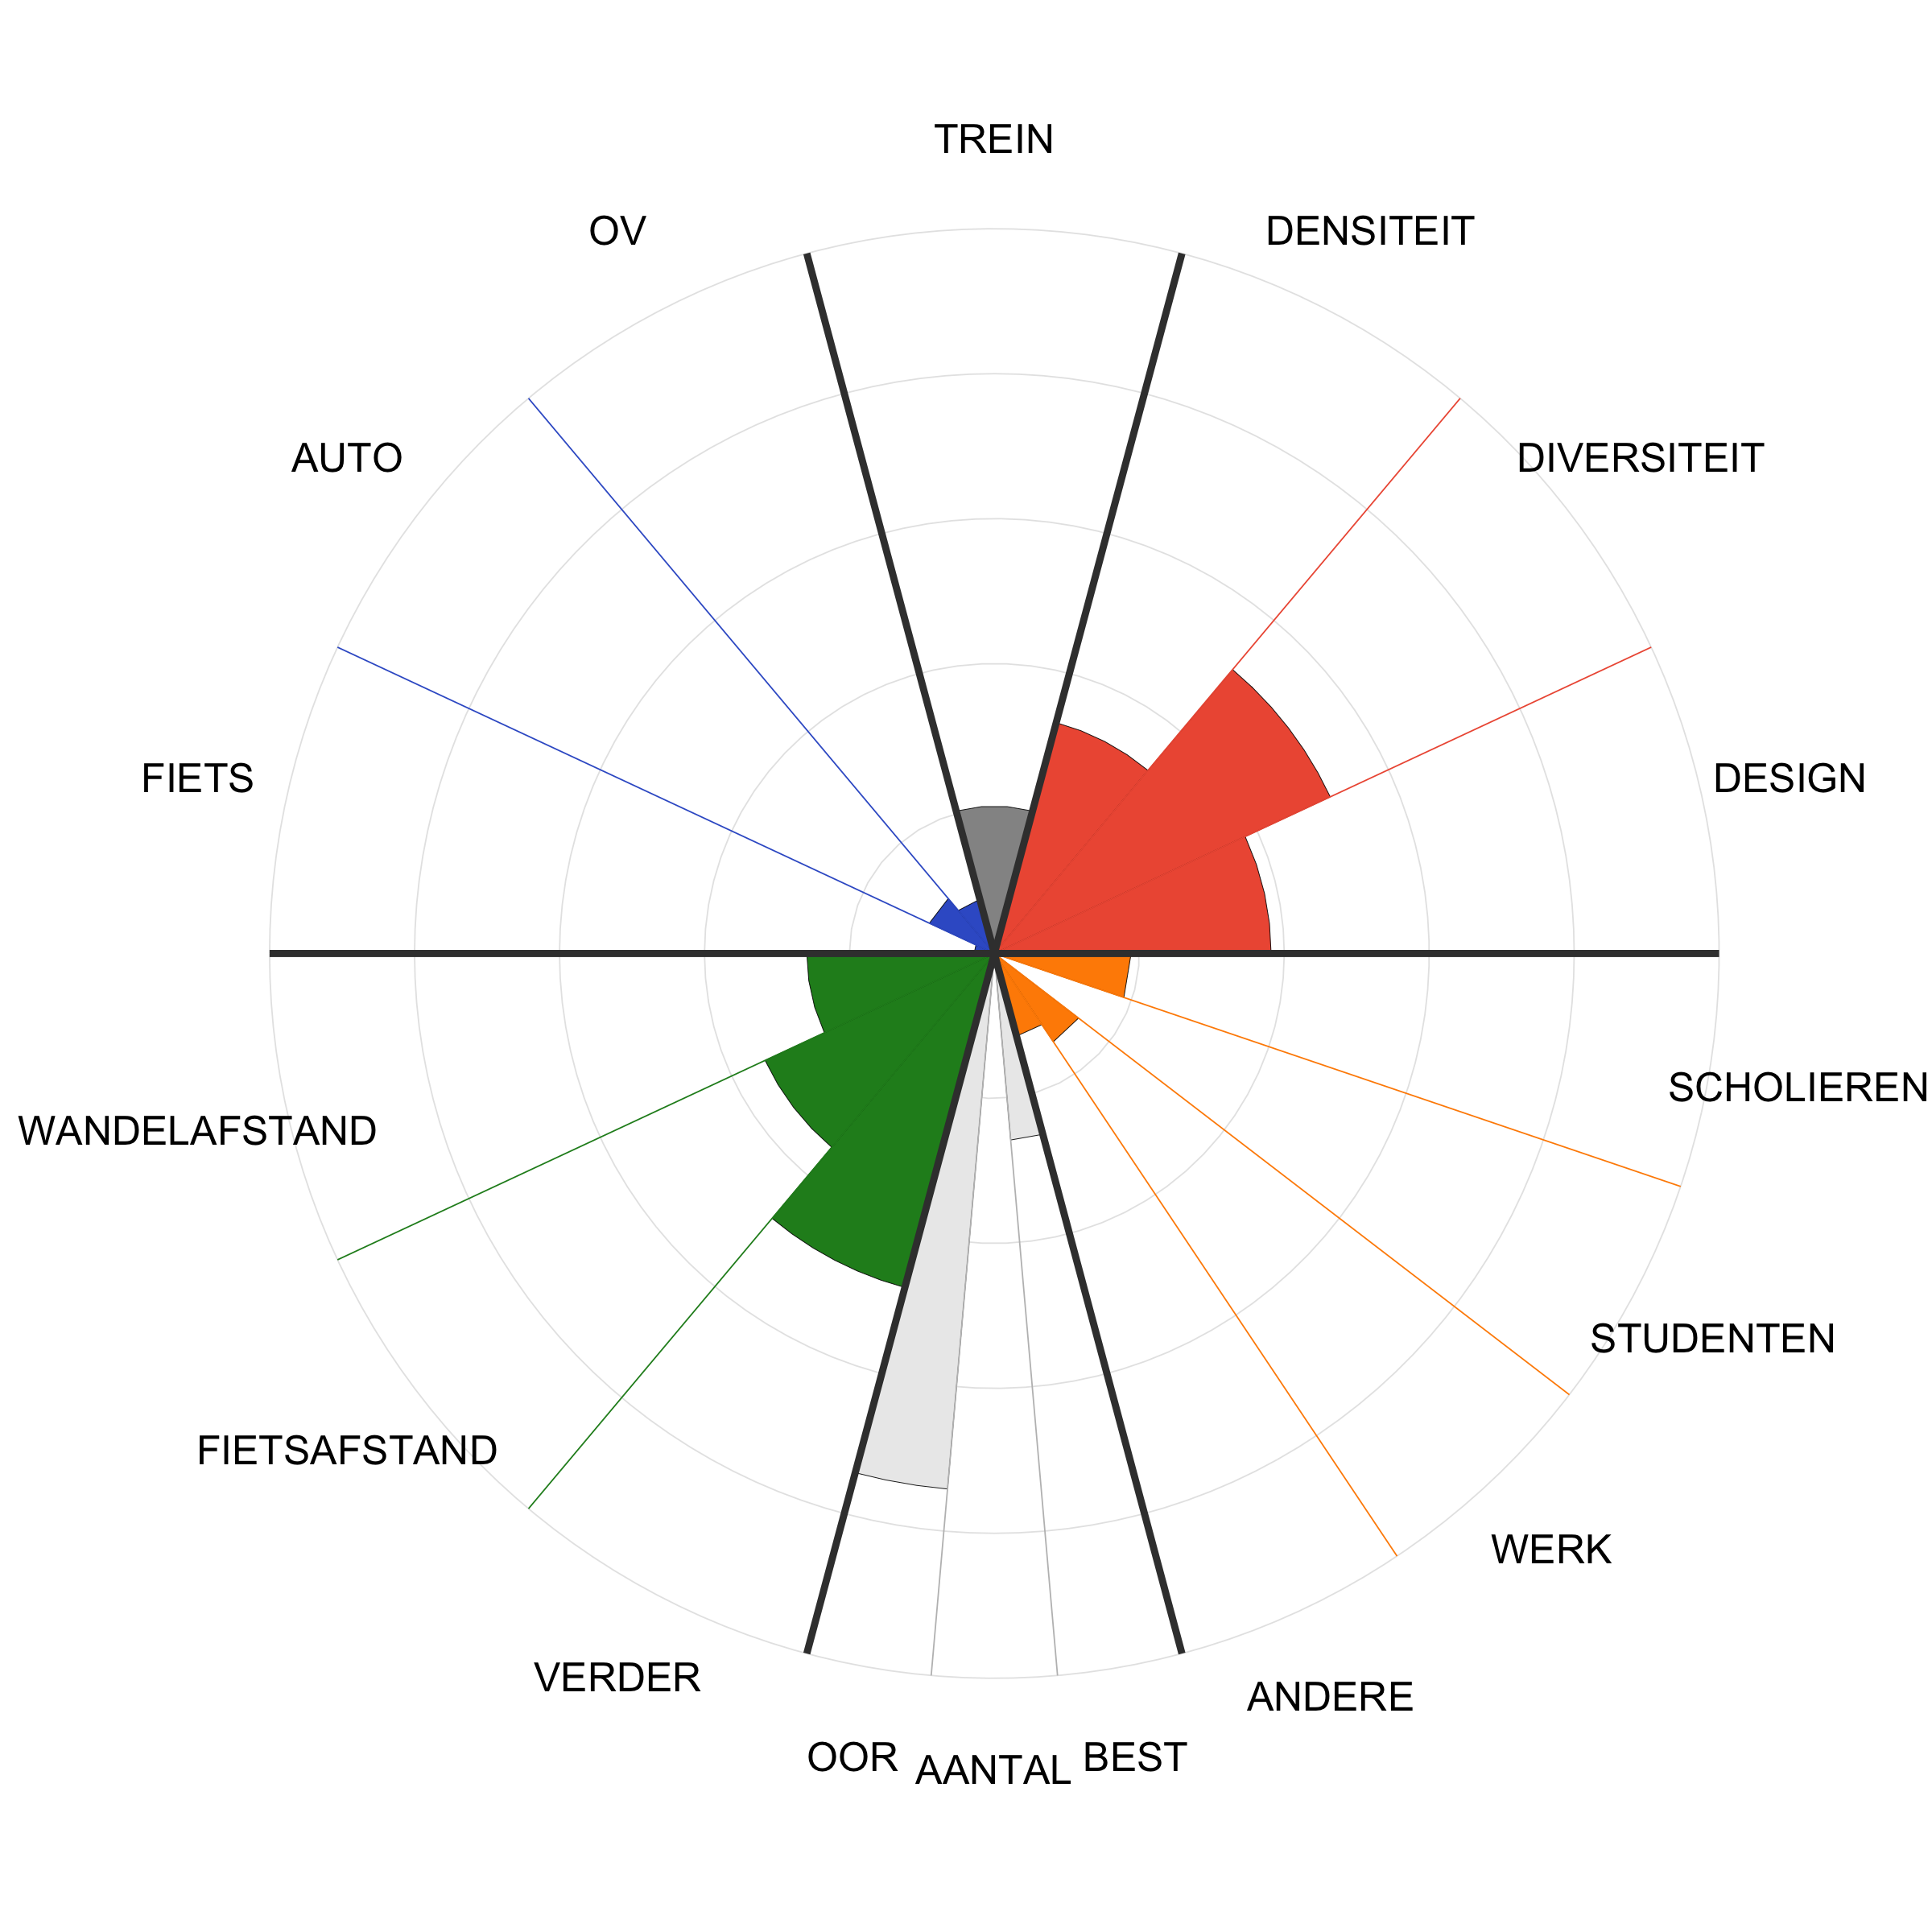 TREIN
OV
DENSITEIT
AUTO
DIVERSITEIT
FIETS
DESIGN
SCHOLIEREN
WANDELAFSTAND
STUDENTEN
FIETSAFSTAND
WERK
VERDER
ANDERE
OOR
AANTAL
BEST